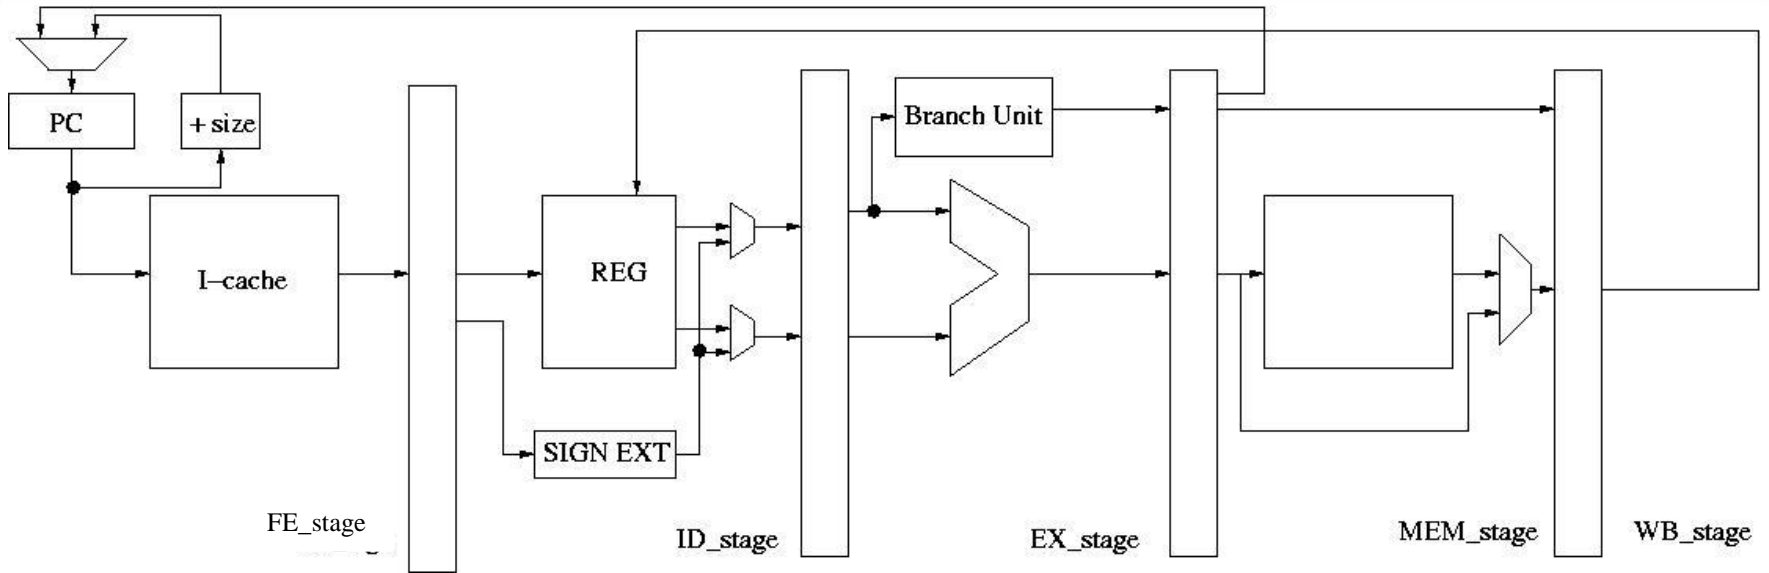 PC
+ size
Branch Unit
I-cache
REG
SIGN EXT
FE_stage
ID_stage
EX_stage
MEM_stage
WB_stage